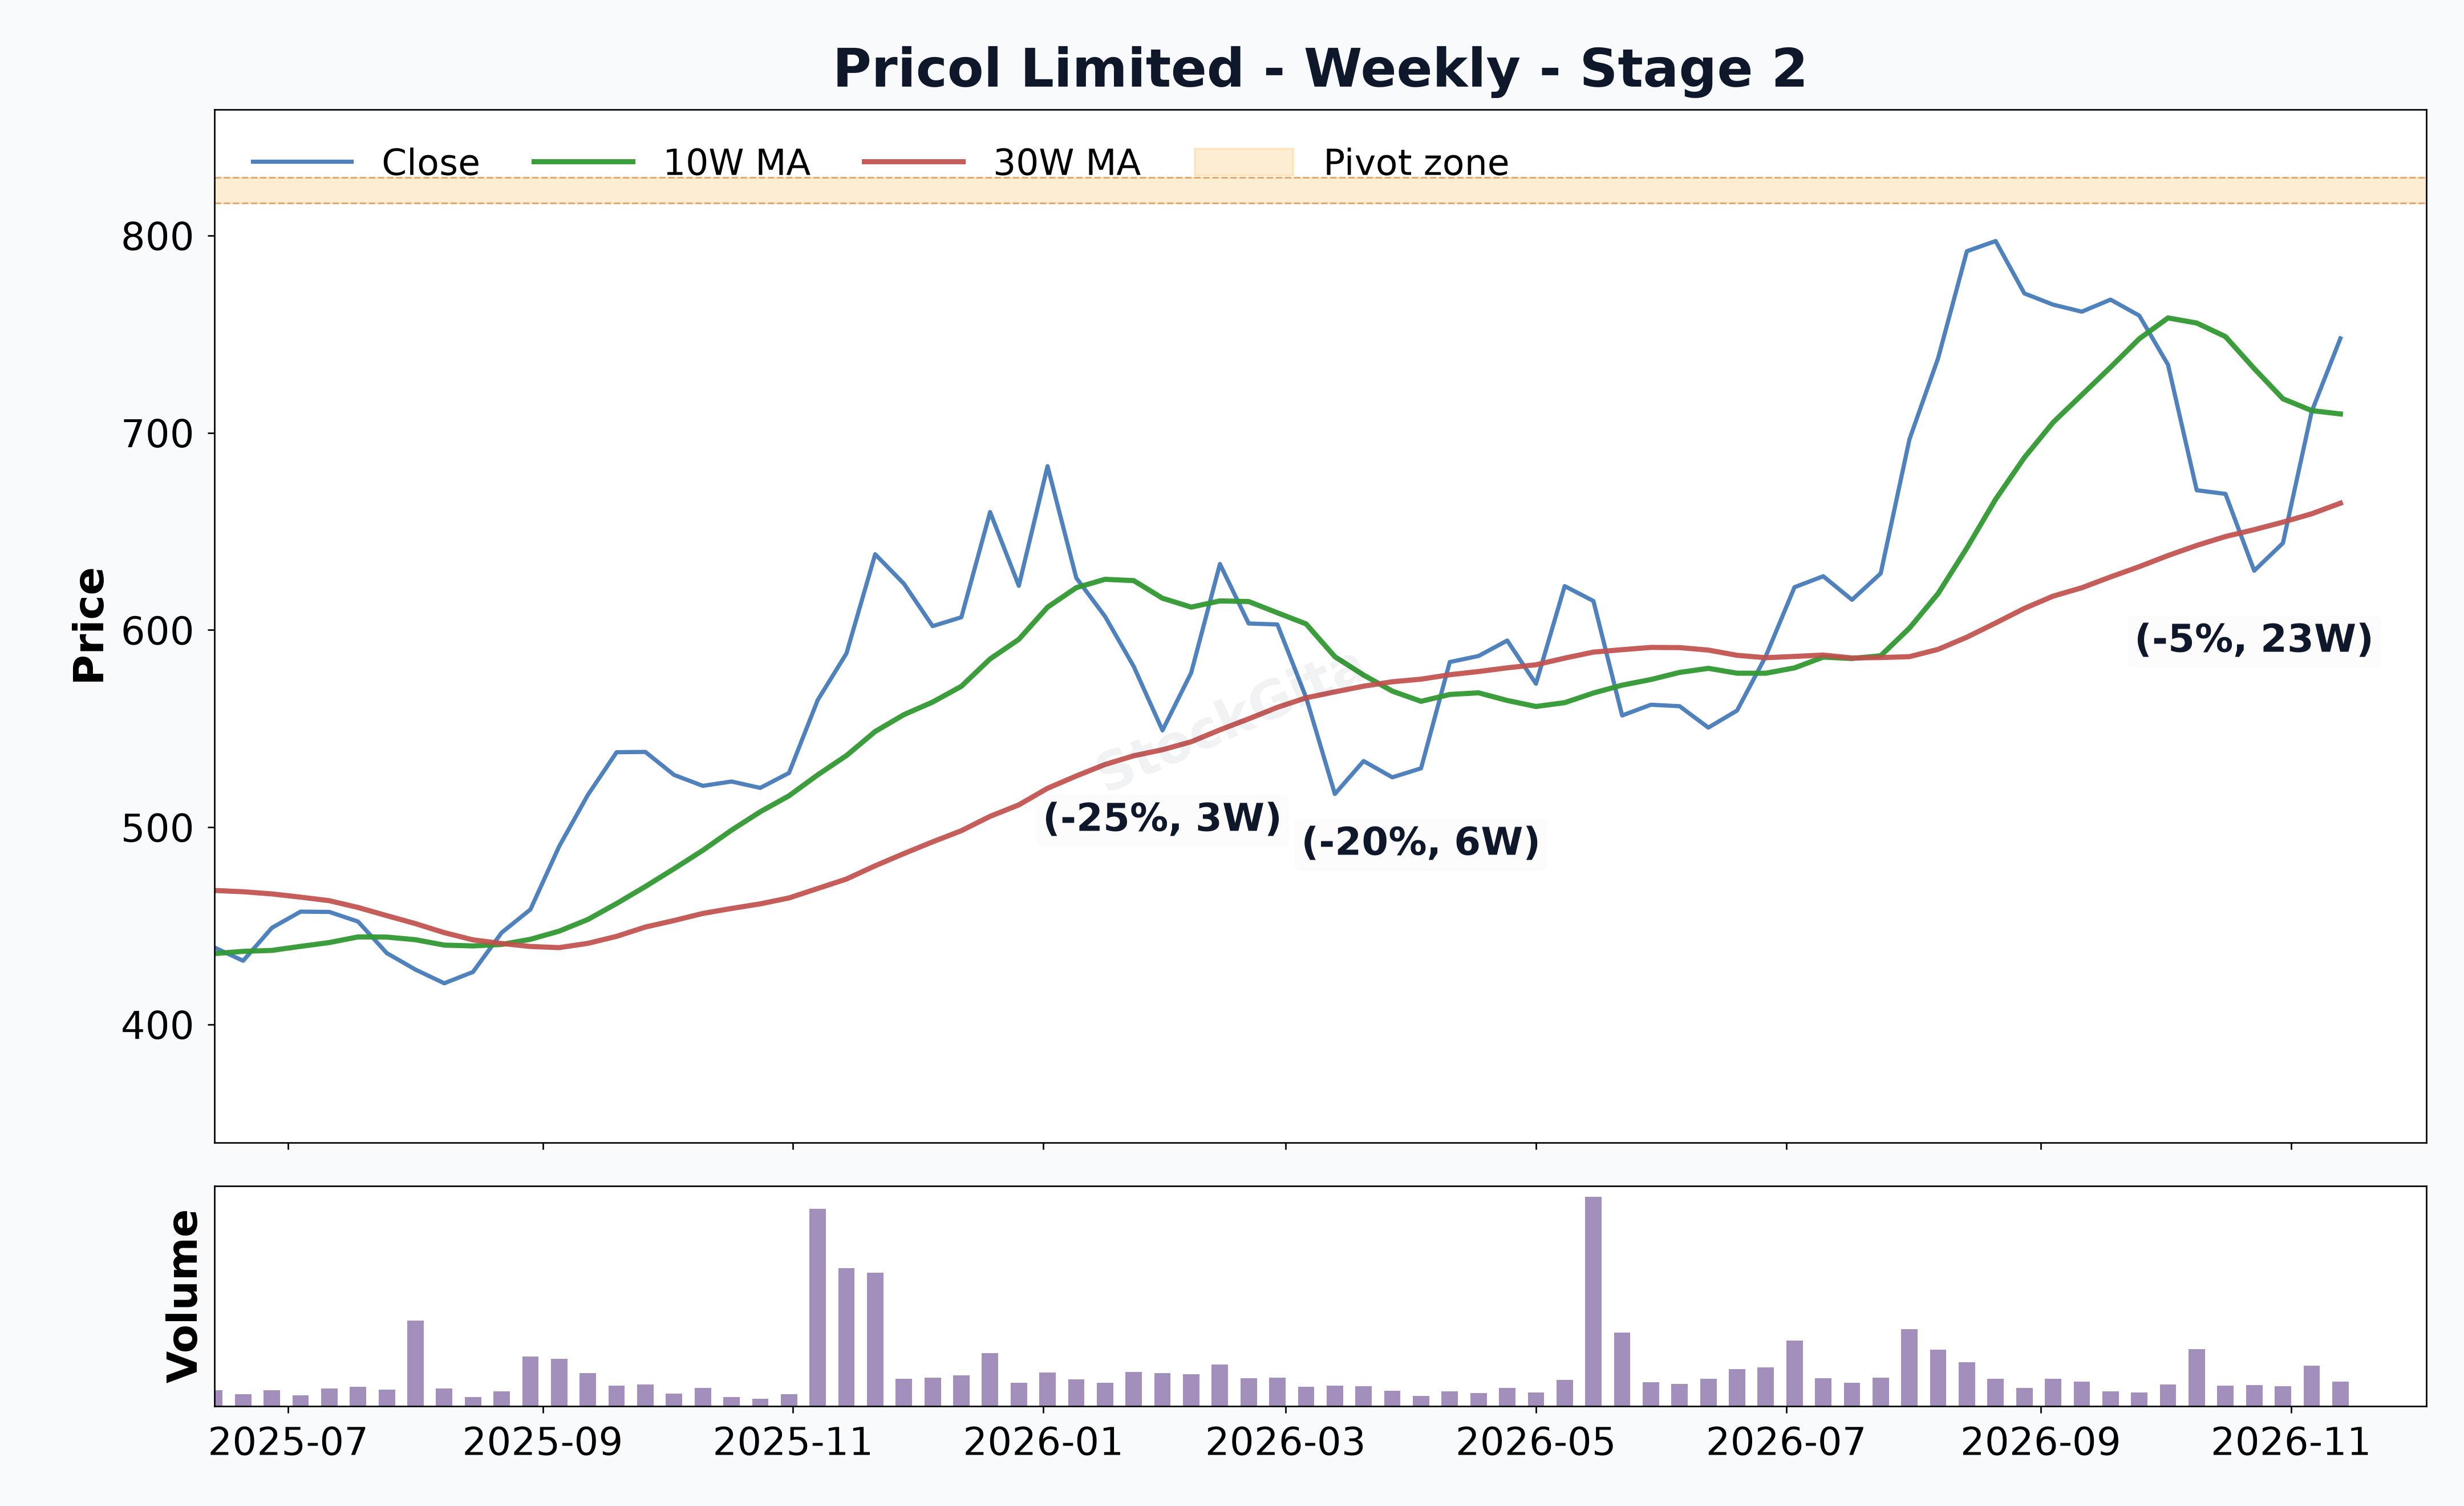 Pricol Limited - Weekly - Stage 2
Close 10W MA 30W MA Pivot zone
Price
800
700
600
500
400
(-25%, 3W)
(-20%, 6W)
(-5%, 23W)
StockGita
Volume
2025-07 2025-09 2025-11 2026-01 2026-03 2026-05 2026-07 2026-09 2026-11